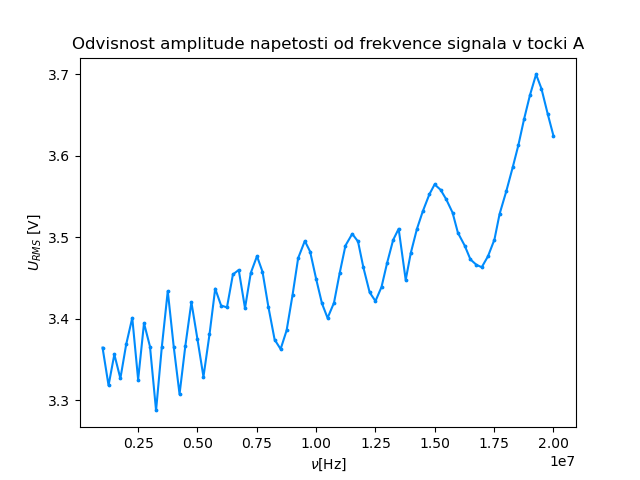 Odvisnost amplitude napetosti od frekvence signala v tocki A
3.7
3.6
3.5
3.4
3.3
U_RMS [V]
0.25 0.50 0.75 1.00 1.25 1.50 1.75 2.00
1e7
ν[Hz]